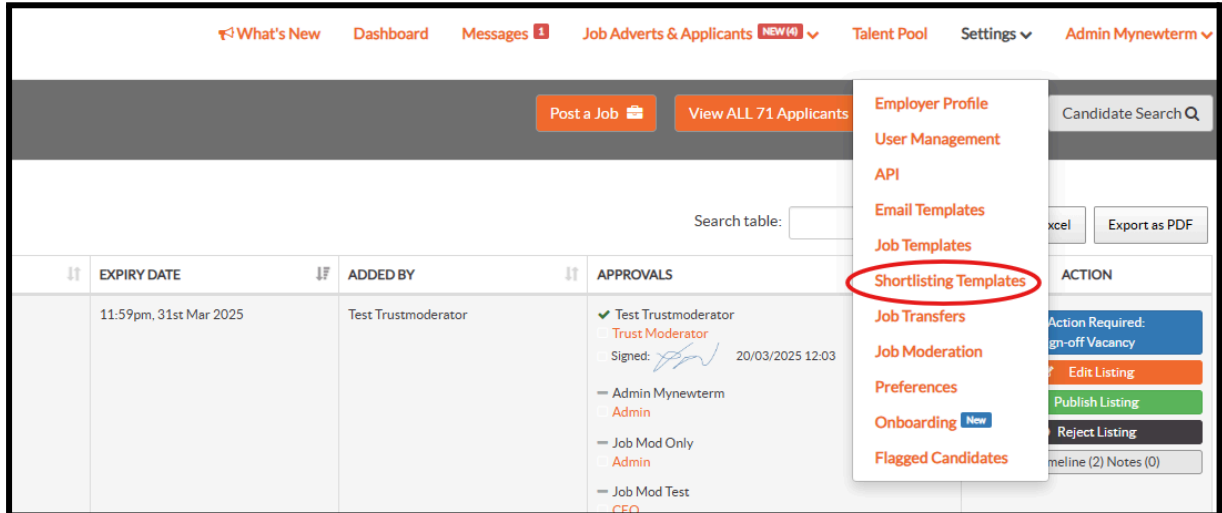 What's New Dashboard Messages 1 Job Adverts & Applicants NEW (4) Talent Pool Settings Admin Mynewterm
Post a Job View ALL 71 Applicants Candidate Search
Employer Profile
User Management
API
Email Templates
Job Templates
Shortlisting Templates
Job Transfers
Job Moderation
Preferences
Onboarding New
Flagged Candidates
Search table: Export as PDF
EXPIRY DATE ADDED BY APPROVALS ACTION
11:59pm, 31st Mar 2025 Test Trustmoderator Test Trustmoderator
Trust Moderator
Signed: 20/03/2025 12:03
Admin Mynewterm
Admin
Job Mod Only
Admin
Job Mod Test
CEO
Action Required:
Vacancy
Edit Listing
Publish Listing
Reject Listing
(2) Notes (0)